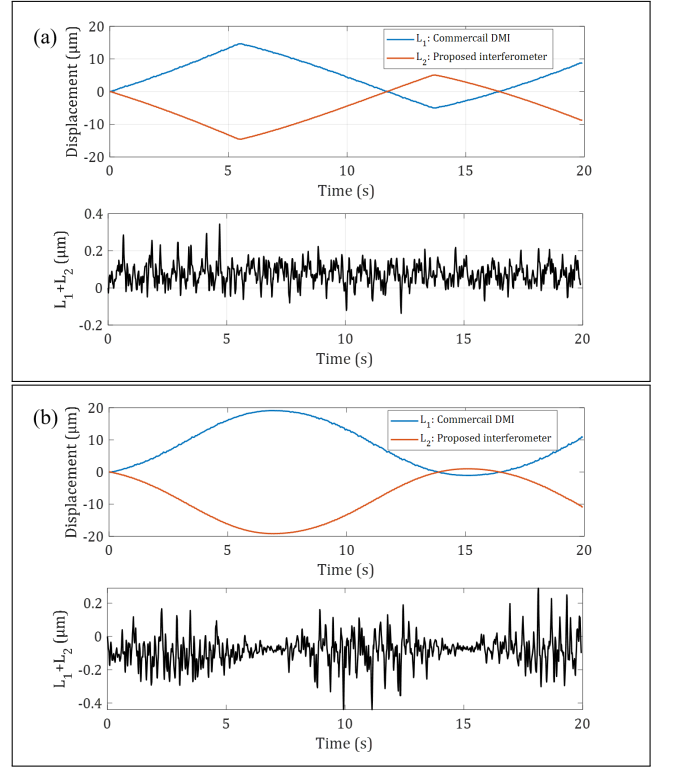 (a)
Displacement (μm)
20
10
0
-10
-20
L1: Commercail DMI
L2: Proposed interferometer
0 5 10 15 20
Time (s)
L1+L2 (μm)
0.4
0.2
0
-0.2
0 5 10 15 20
Time (s)
(b)
Displacement (μm)
20
10
0
-10
-20
L1: Commercail DMI
L2: Proposed interferometer
0 5 10 15 20
Time (s)
L1+L2 (μm)
0.2
0
-0.2
-0.4
0 5 10 15 20
Time (s)